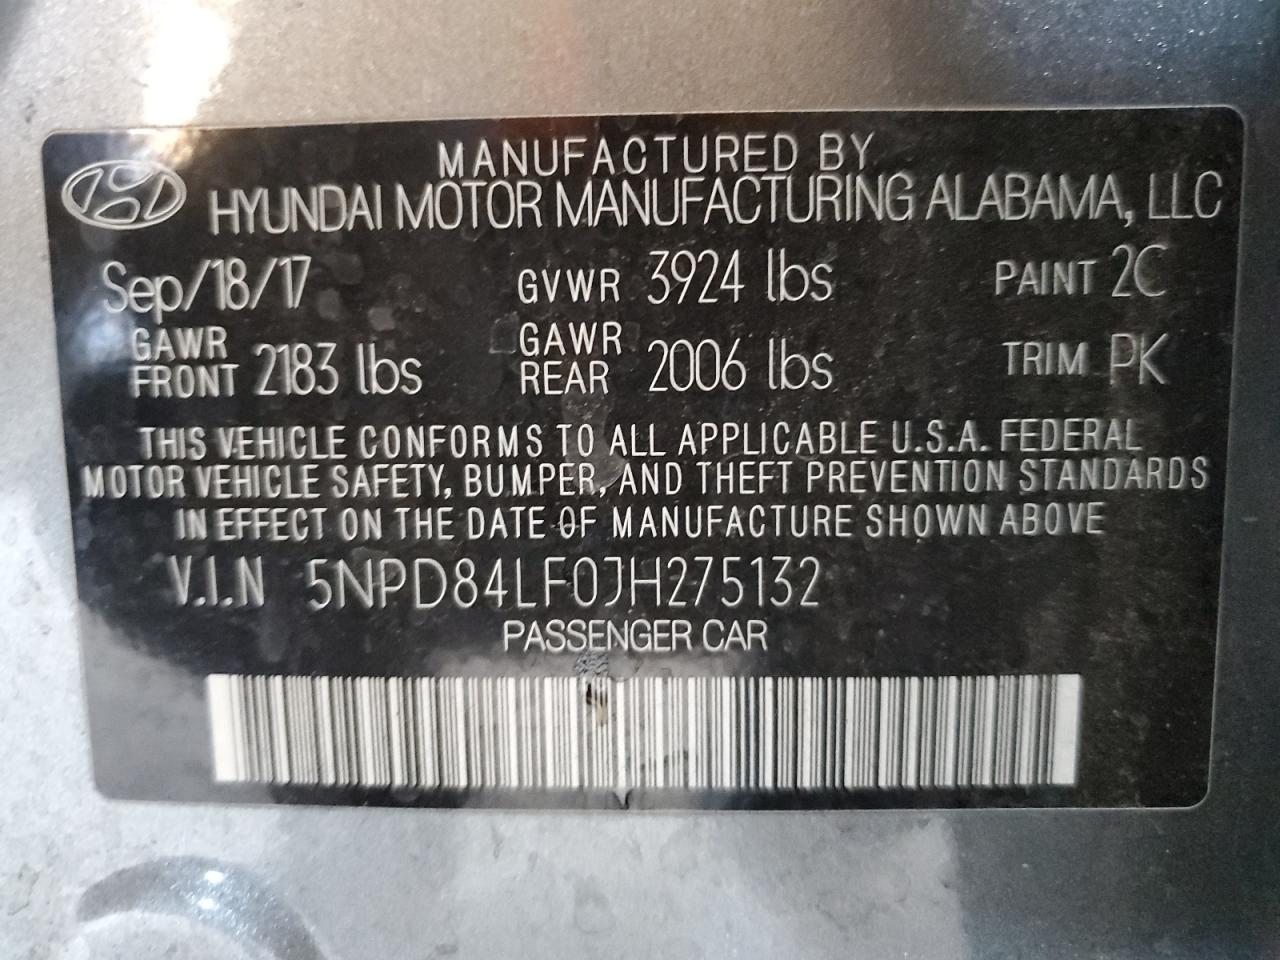 MANUFACTURED BY
HYUNDAI MOTOR MANUFACTURING ALABAMA, LLC
Sep/18/17 GVWR 3924 lbs PAINT 2C
GAWR FRONT 2183 lbs GAWR REAR 2006 lbs TRIM PK
THIS VEHICLE CONFORMS TO ALL APPLICABLE U.S.A. FEDERAL
MOTOR VEHICLE SAFETY, BUMPER, AND THEFT PREVENTION STANDARDS
IN EFFECT ON THE DATE OF MANUFACTURE SHOWN ABOVE
V.I.N 5NPD84LF0JH275132
PASSENGER CAR